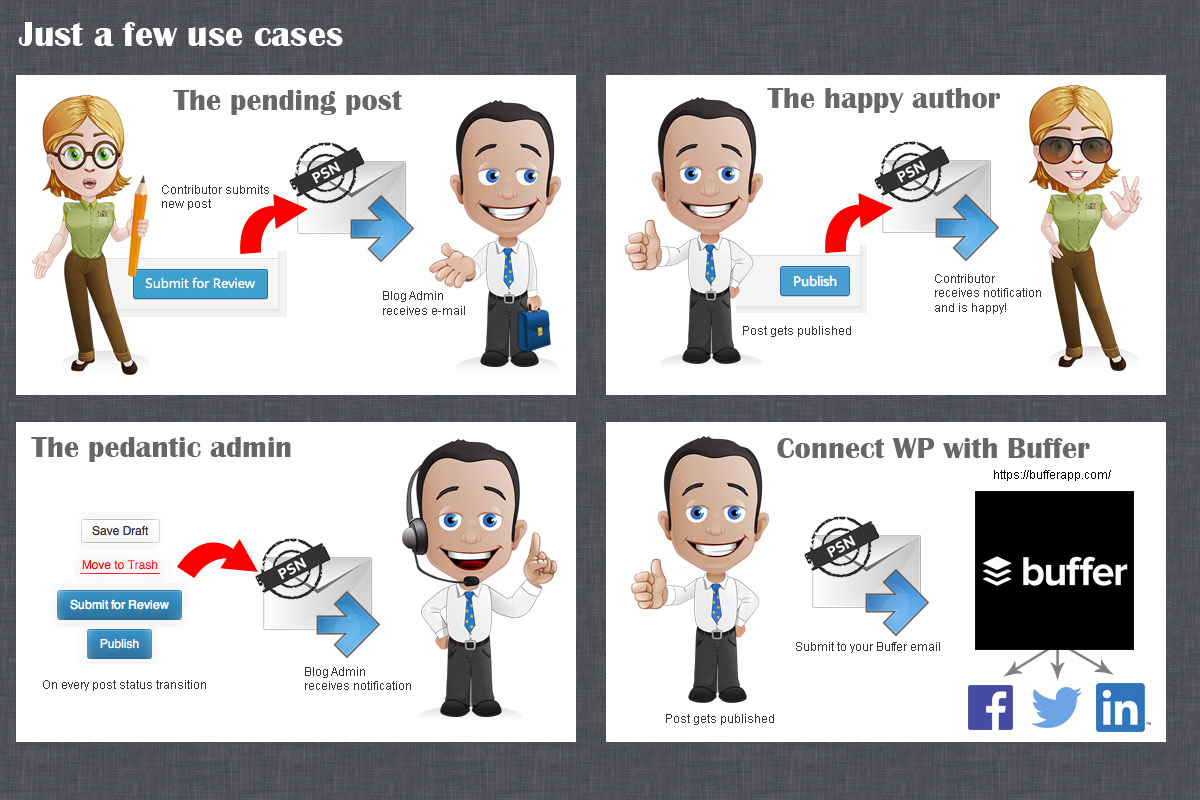 Just a few use cases
The pending post
PSN
Contributor submits
new post
Submit for Review
Blog Admin
receives e-mail
The happy author
PSN
Publish
Contributor
receives notification
and is happy!
Post gets published
The pedantic admin
Save Draft
Move to Trash
Submit for Review
Publish
On every post status transition
PSN
Blog Admin
receives notification
Connect WP with Buffer
https://bufferapp.com/
PSN
buffer
Submit to your Buffer email
Post gets published
f
in
™